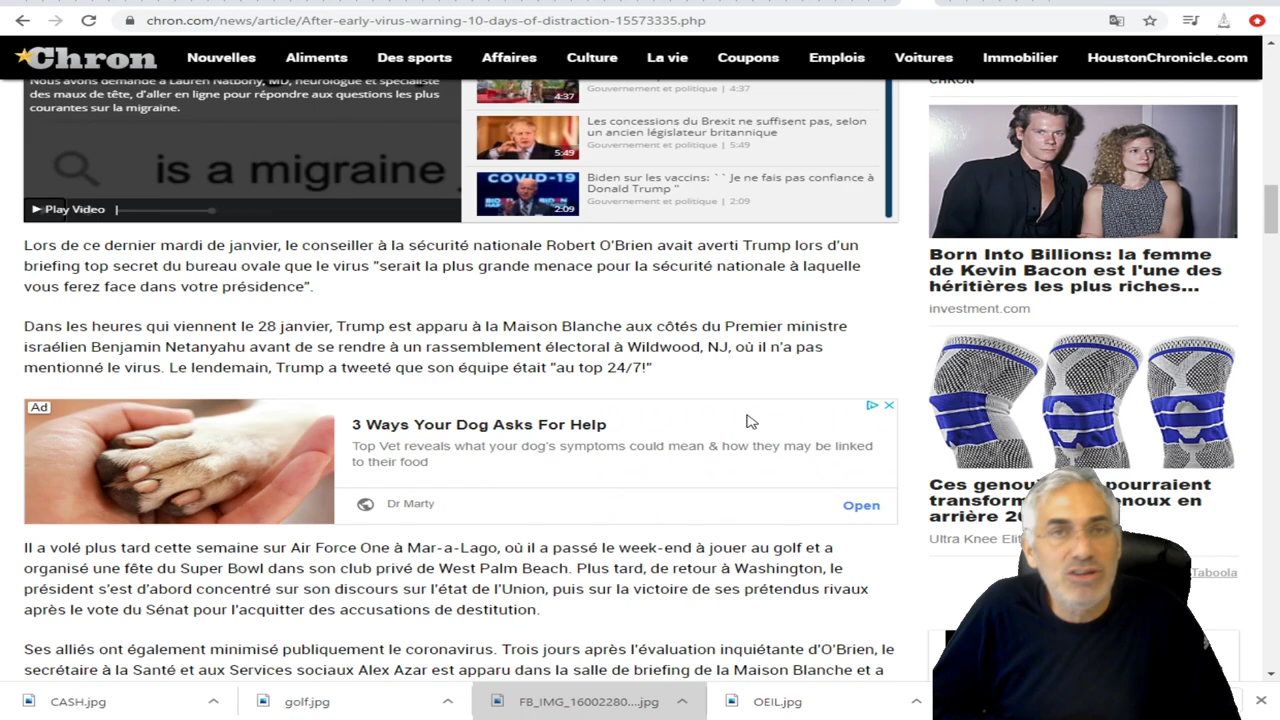 chron.com/news/article/After-early-virus-warning-10-days-of-distraction-15573335.php
Chron
Nouvelles
Aliments
Des sports
Affaires
Culture
La vie
Coupons
Emplois
Voitures
Immobilier
HoustonChronicle.com
Nous avons demandé à Lauren Natbony, MD, neurologue et spécialiste
des maux de tête, d'aller en ligne pour répondre aux questions les plus
courantes sur la migraine.
is a migraine
Play Video
4:37
Gouvernement et politique | 4:37
5:49
Les concessions du Brexit ne suffisent pas, selon
un ancien législateur britannique
Gouvernement et politique | 5:49
COVID-19
2:09
Biden sur les vaccins: `` Je ne fais pas confiance à
Donald Trump "
Gouvernement et politique | 2:09
CHRON
Born Into Billions: la femme
de Kevin Bacon est l'une des
héritières les plus riches...
investment.com
Lors de ce dernier mardi de janvier, le conseiller à la sécurité nationale Robert O'Brien avait averti Trump lors d'un
briefing top secret du bureau ovale que le virus "serait la plus grande menace pour la sécurité nationale à laquelle
vous ferez face dans votre présidence".
Dans les heures qui viennent le 28 janvier, Trump est apparu à la Maison Blanche aux côtés du Premier ministre
israélien Benjamin Netanyahu avant de se rendre à un rassemblement électoral à Wildwood, NJ, où il n'a pas
mentionné le virus. Le lendemain, Trump a tweeté que son équipe était "au top 24/7!"
Ad
3 Ways Your Dog Asks For Help
Top Vet reveals what your dog's symptoms could mean & how they may be linked
to their food
Dr Marty
Open
Il a volé plus tard cette semaine sur Air Force One à Mar-a-Lago, où il a passé le week-end à jouer au golf et a
organisé une fête du Super Bowl dans son club privé de West Palm Beach. Plus tard, de retour à Washington, le
président s'est d'abord concentré sur son discours sur l'état de l'Union, puis sur la victoire de ses prétendus rivaux
après le vote du Sénat pour l'acquitter des accusations de destitution.
Ses alliés ont également minimisé publiquement le coronavirus. Trois jours après l'évaluation inquiétante d'O'Brien, le
secrétaire à la Santé et aux Services sociaux Alex Azar est apparu dans la salle de briefing de la Maison Blanche et a
Ces pourraient
transform genoux en
arrière
Ultra Knee
Taboola
CASH.jpg
golf.jpg
FB_IMG_16002280....jpg
OEIL.jpg